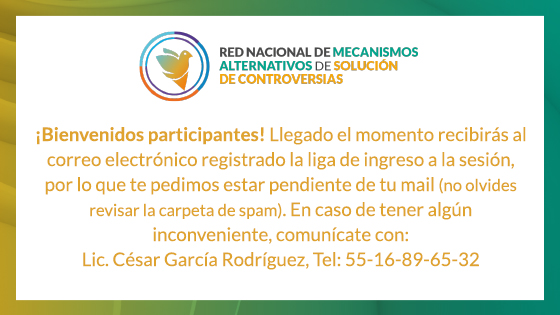 RED NACIONAL DE MECANISMOS
ALTERNATIVOS DE SOLUCIÓN
DE CONTROVERSIAS
¡Bienvenidos participantes! Llegado el momento recibirás al
correo electrónico registrado la liga de ingreso a la sesión,
por lo que te pedimos estar pendiente de tu mail (no olvides
revisar la carpeta de spam). En caso de tener algún
inconveniente, comunícate con:
Lic. César García Rodríguez, Tel: 55-16-89-65-32